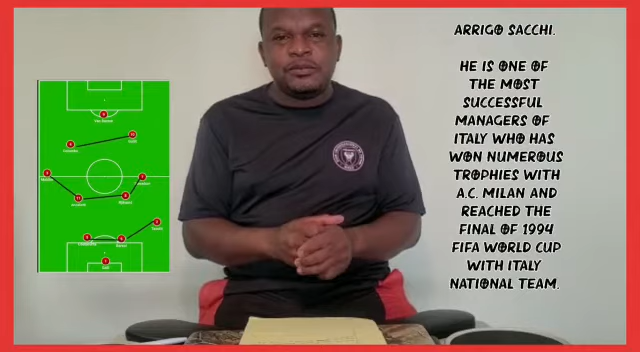 ARRIGO SACCHI.
HE IS ONE OF
THE MOST
SUCCESSFUL
MANAGERS OF
ITALY WHO HAS
WON NUMEROUS
TROPHIES WITH
A.C. MILAN AND
REACHED THE
FINAL OF 1994
FIFA WORLD CUP
WITH ITALY
NATIONAL TEAM.